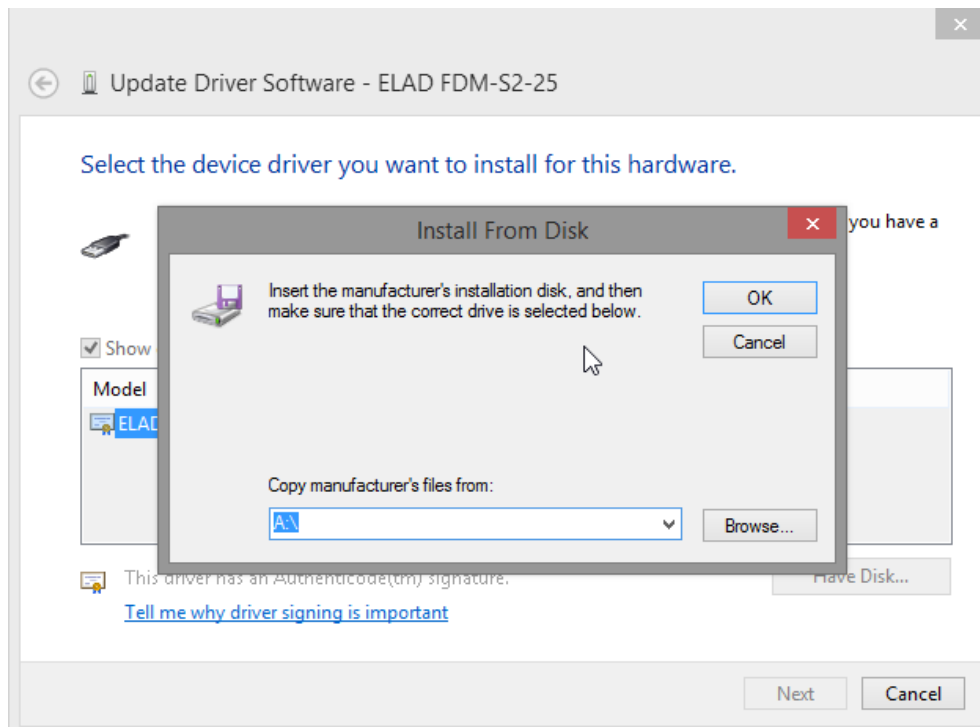 Update Driver Software - ELAD FDM-S2-25
Select the device driver you want to install for this hardware.
you have a
Install From Disk
Insert the manufacturer's installation disk, and then
make sure that the correct drive is selected below.
OK
Cancel
Show
Model
ELAD
Copy manufacturer's files from:
A:\
Browse...
This driver has an Authenticode(tm) signature.
Have Disk...
Tell me why driver signing is important
Next
Cancel